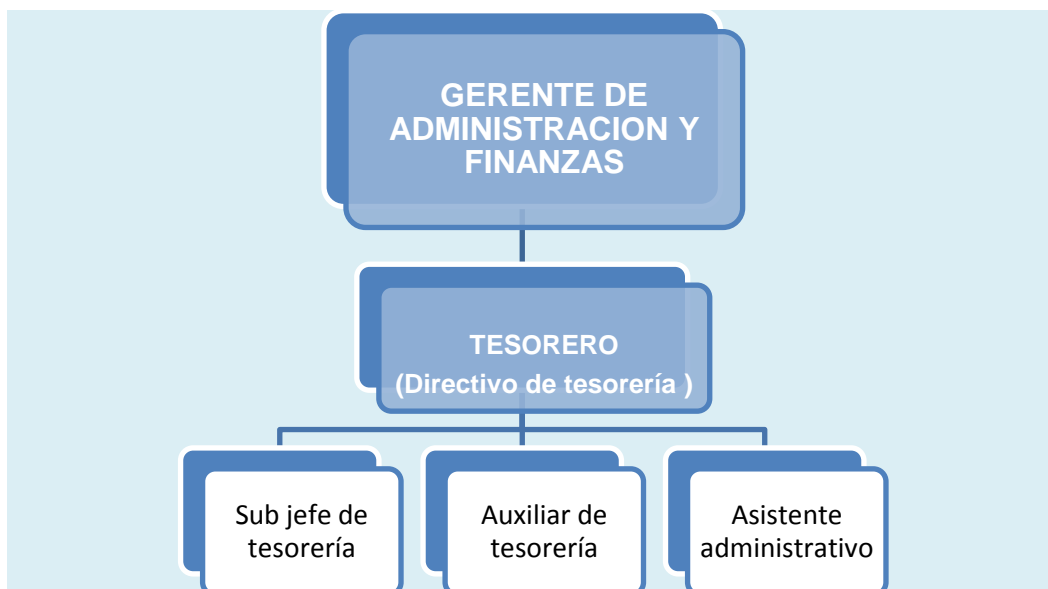 GERENTE DE
ADMINISTRACION Y
FINANZAS
TESORERO
(Directivo de tesorería )
Sub jefe de
tesorería
Auxiliar de
tesorería
Asistente
administrativo